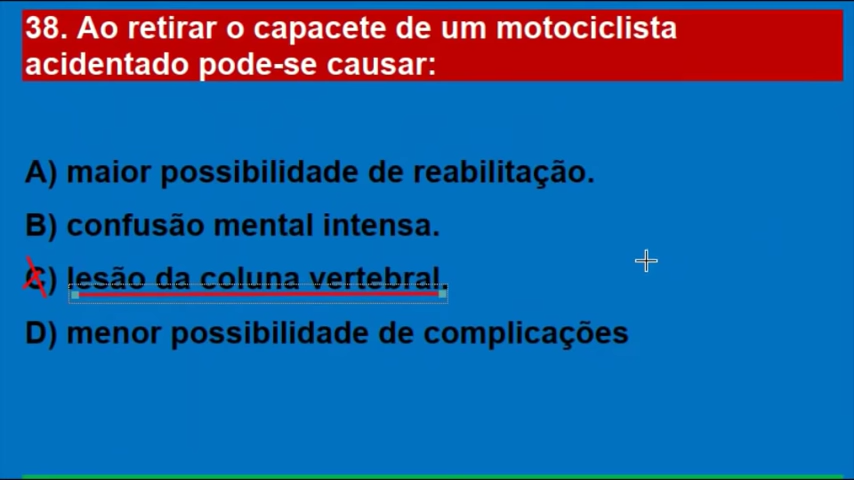 38. Ao retirar o capacete de um motociclista
acidentado pode-se causar:
A) maior possibilidade de reabilitação.
B) confusão mental intensa.
C) lesão da coluna vertebral.
D) menor possibilidade de complicações